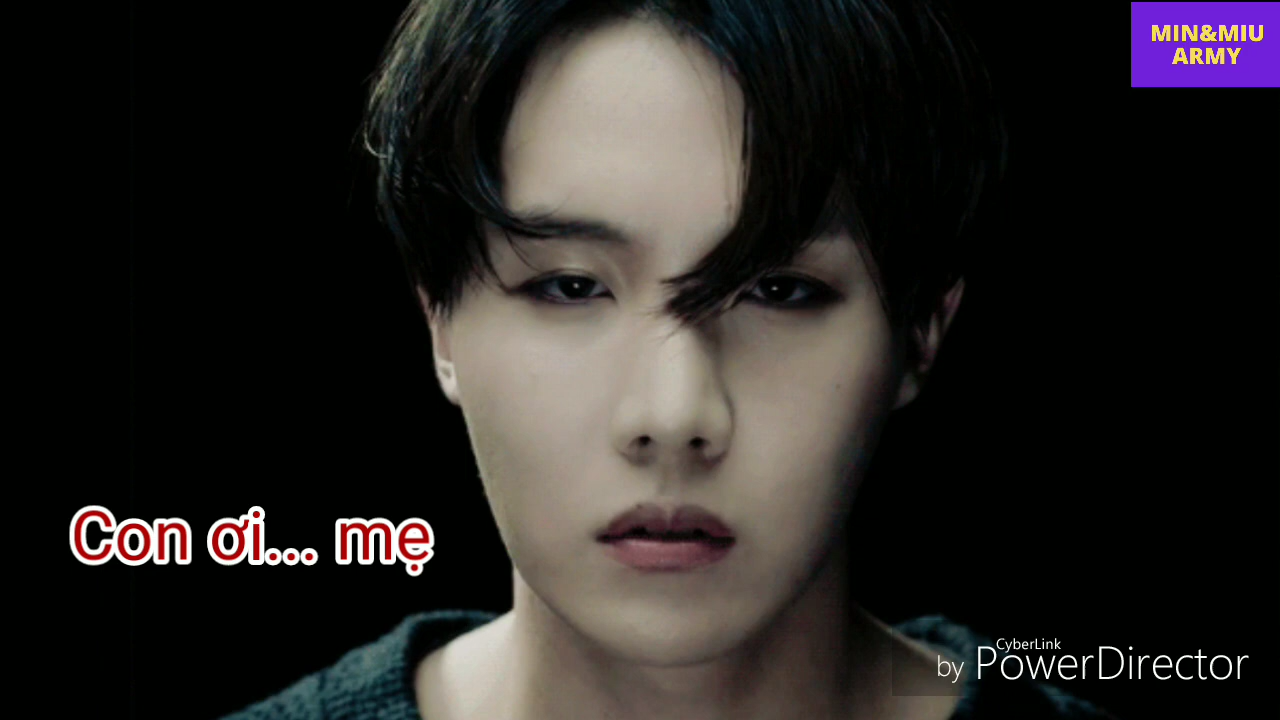 MIN&MIU
ARMY
Con ơi... mẹ
CyberLink
by PowerDirector